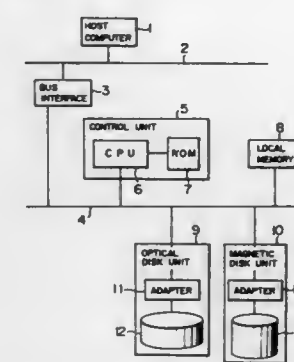 HOST
COMPUTER
1
2
BUS
INTERFACE
3
5
CONTROL UNIT
CPU
ROM
6
7
8
LOCAL
MEMORY
4
9
OPTICAL
DISK UNIT
10
MAGNETIC
DISK UNIT
11
ADAPTER
ADAPTER
12